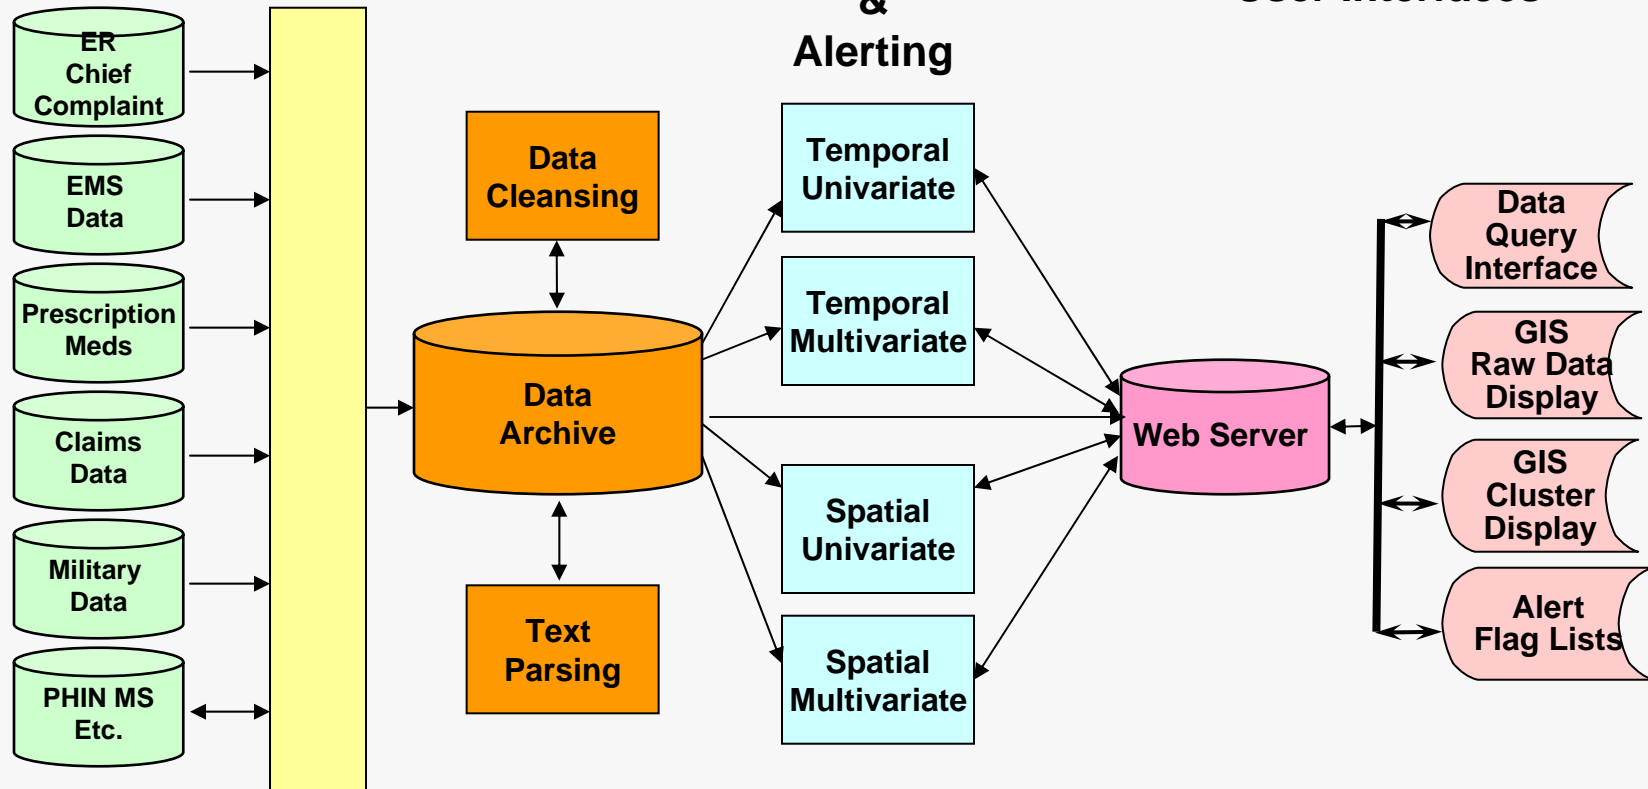 &
Alerting
User Interfaces
ER
Chief
Complaint
EMS
Data
Prescription
Meds
Claims
Data
Military
Data
PHIN MS
Etc.
Data
Cleansing
Data
Archive
Text
Parsing
Temporal
Univariate
Temporal
Multivariate
Spatial
Univariate
Spatial
Multivariate
Web Server
Data
Query
Interface
GIS
Raw Data
Display
GIS
Cluster
Display
Alert
Flag Lists